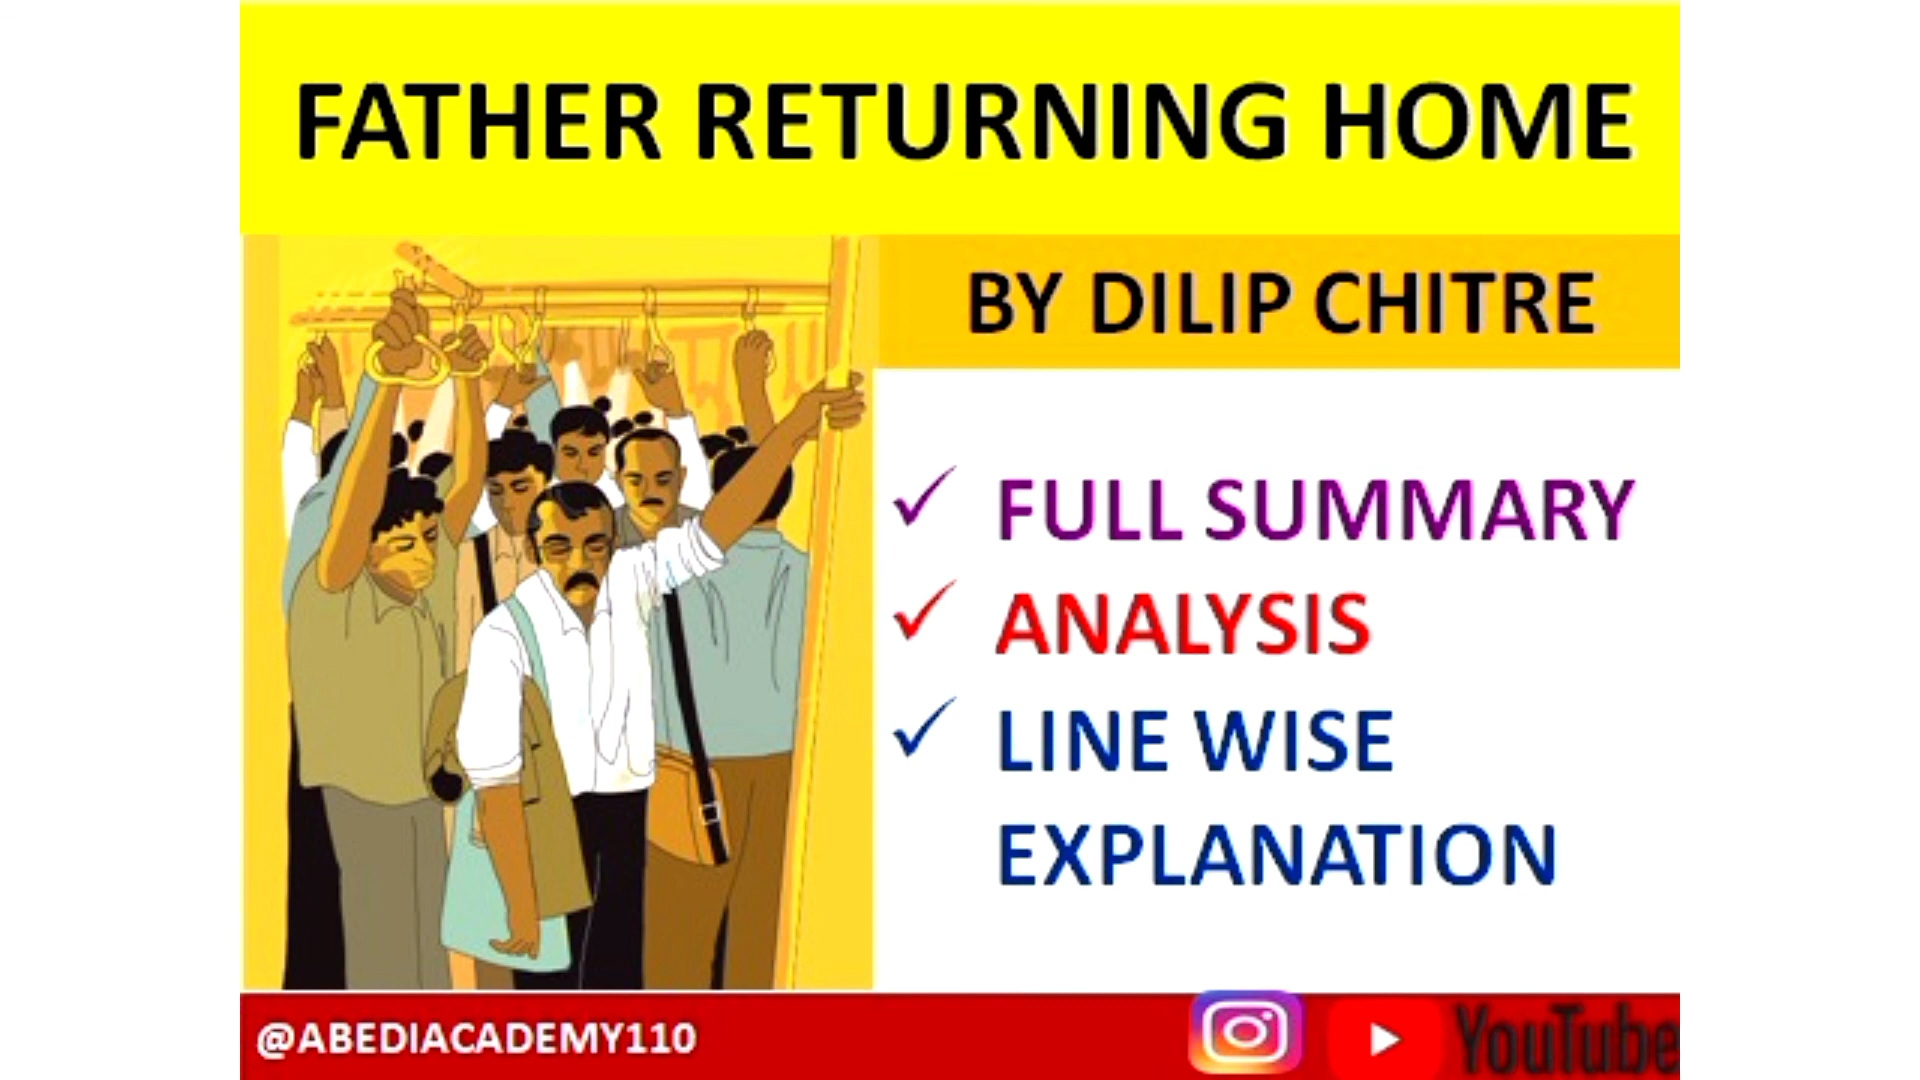 FATHER RETURNING HOME
BY DILIP CHITRE
✓ FULL SUMMARY
✓ ANALYSIS
✓ LINE WISE
EXPLANATION
@ABEDIACADEMY110
YouTube